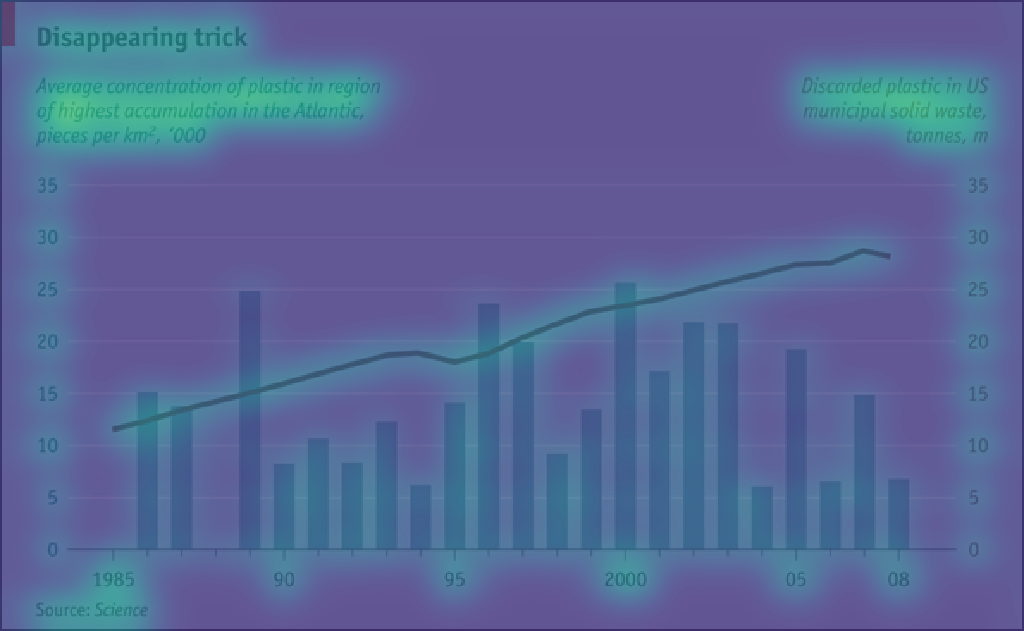 Disappearing trick
Average concentration of plastic in region
of highest accumulation in the Atlantic,
pieces per km², ‘000
Discarded plastic in US
municipal solid waste,
tonnes, m
35 35
30 30
25 25
20 20
15 15
10 10
5 5
0 0
1985 90 95 2000 05 08
Source: Science